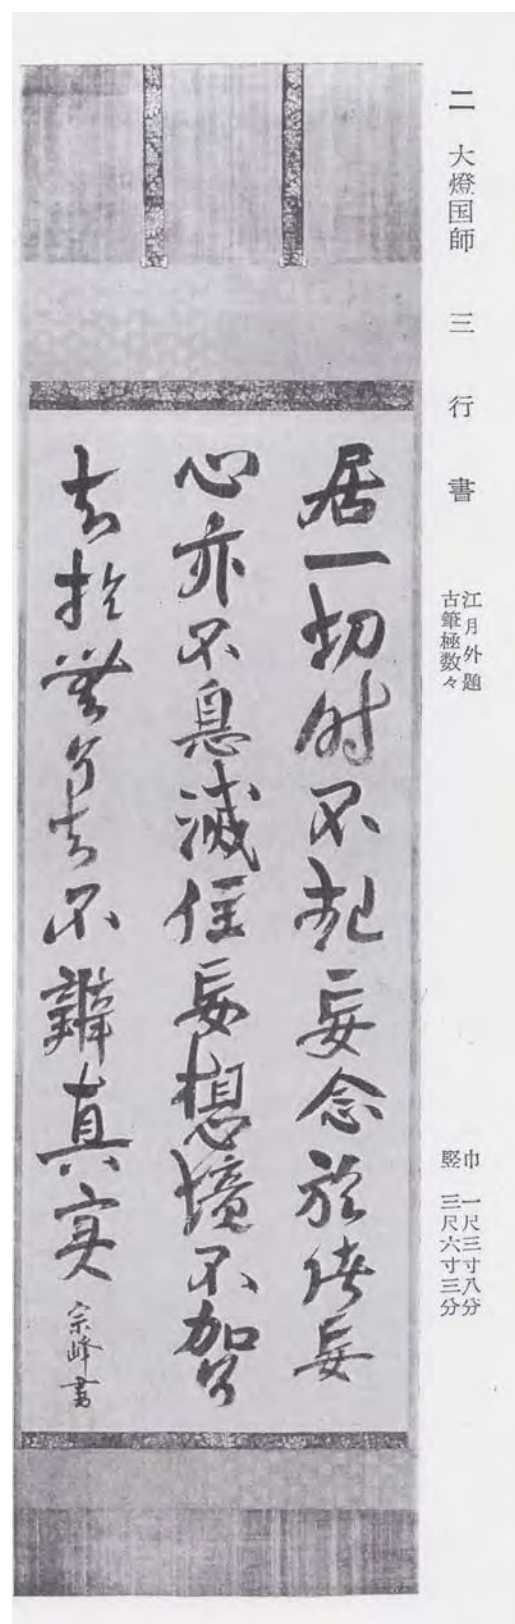 二 大燈国師 三行書
江月外題
古筆極数々
巾 一尺三寸八分
竪 三尺六寸三分
居一切時不起妄念於諸妄
心亦不息滅住妄想境不加了
知於無了知不辨真実
宗峰書